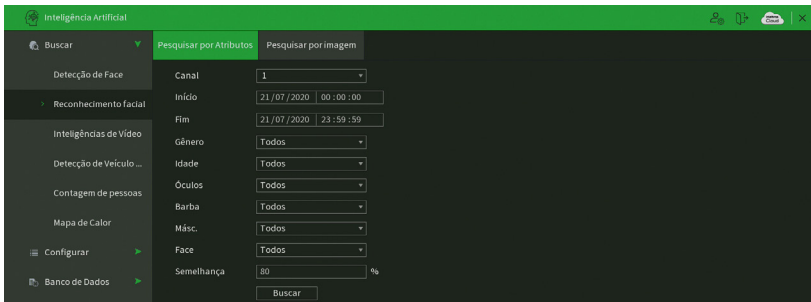 Inteligência Artificial
Buscar
Detecção de Face
Reconhecimento facial
Inteligências de Vídeo
Detecção de Veículo ...
Contagem de pessoas
Mapa de Calor
Configurar
Banco de Dados
Pesquisar por Atributos Pesquisar por imagem
Canal 1
Início 21/07/2020 00:00:00
Fim 21/07/2020 23:59:59
Gênero Todos
Idade Todos
Óculos Todos
Barba Todos
Másc. Todos
Face Todos
Semelhança 80 %
Buscar